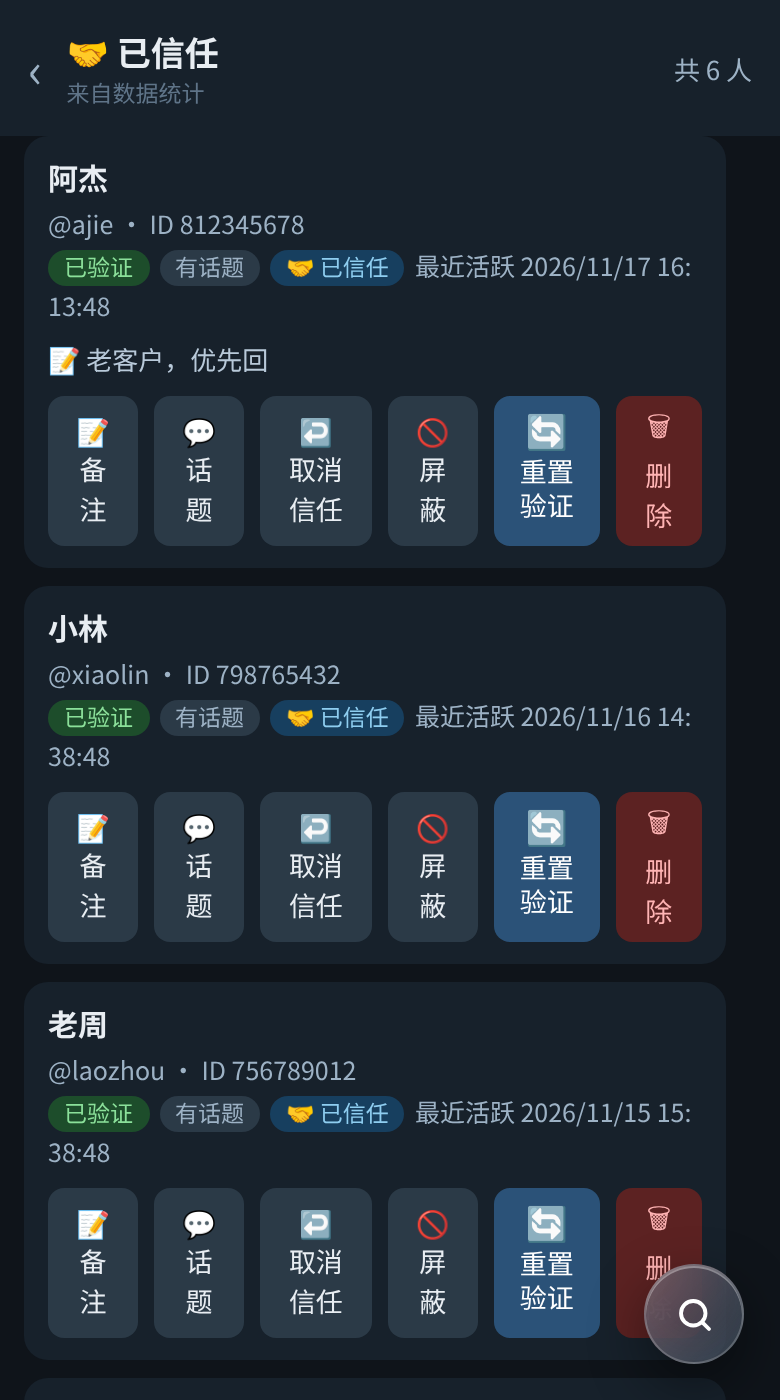 🤝 已信任
来自数据统计
共 6 人
阿杰
@ajie · ID 812345678
已验证 有话题 🤝 已信任 最近活跃 2026/11/17 16:
13:48
📝 老客户，优先回
📝 备注
💬 话题
↩️ 取消信任
🚫 屏蔽
🔄 重置验证
🗑 删除
小林
@xiaolin · ID 798765432
已验证 有话题 🤝 已信任 最近活跃 2026/11/16 14:
38:48
📝 备注
💬 话题
↩️ 取消信任
🚫 屏蔽
🔄 重置验证
🗑 删除
老周
@laozhou · ID 756789012
已验证 有话题 🤝 已信任 最近活跃 2026/11/15 15:
38:48
📝 备注
💬 话题
↩️ 取消信任
🚫 屏蔽
🔄 重置验证
🗑 删